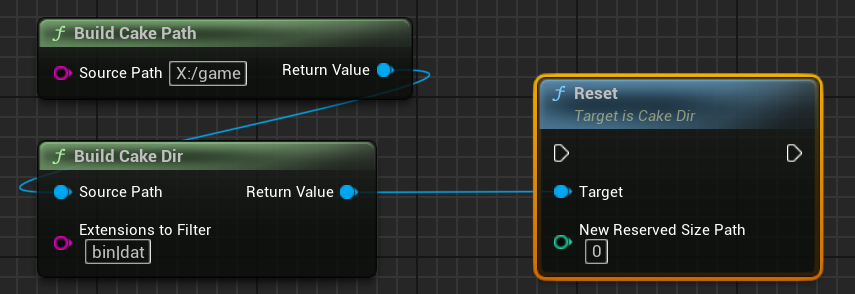 f Build Cake Path
Source Path X:/game Return Value
f Build Cake Dir
Source Path Return Value
Extensions to Filter
bin|dat
f Reset
Target is Cake Dir
Target
New Reserved Size Path
0